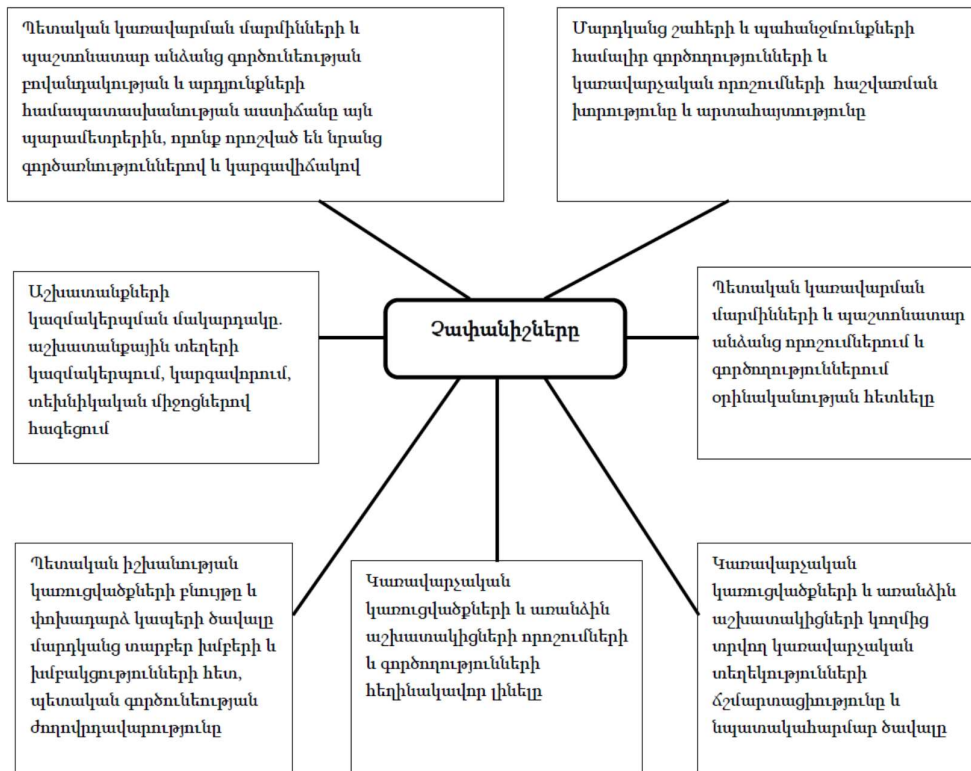 Պետական կառավարման մարմինների և
պաշտոնատար անձանց գործունեության
բովանդակության և արդյունքների
համապատասխանության աստիճանը այն
պարամետրերին, որոնք որոշված են նրանց
գործառնություններով և կարգավիճակով
Մարդկանց շահերի և պահանջմունքների
համալիր գործողությունների և
կառավարչական որոշումների հաշվառման
խորությունը և արտահայտությունը
Աշխատանքների
կազմակերպման մակարդակը.
աշխատանքային տեղերի
կազմակերպում, կարգավորում,
տեխնիկական միջոցներով
հագեցում
Չափանիշները
Պետական կառավարման
մարմինների և պաշտոնատար
անձանց որոշումներում և
գործողություններում
օրինականության հետևելը
Պետական իշխանության
կառուցվածքների բնույթը և
փոխադարձ կապերի ծավալը
մարդկանց տարբեր խմբերի և
խմբակցությունների հետ,
պետական գործունեության
ժողովրդավարությունը
Կառավարչական
կառուցվածքների և առանձին
աշխատակիցների որոշումների
և գործողությունների
հեղինակավոր լինելը
Կառավարչական
կառուցվածքների և առանձին
աշխատակիցների կողմից
տրվող կառավարչական
տեղեկությունների
ճշմարտացիությունը և
նպատակահարմար ծավալը